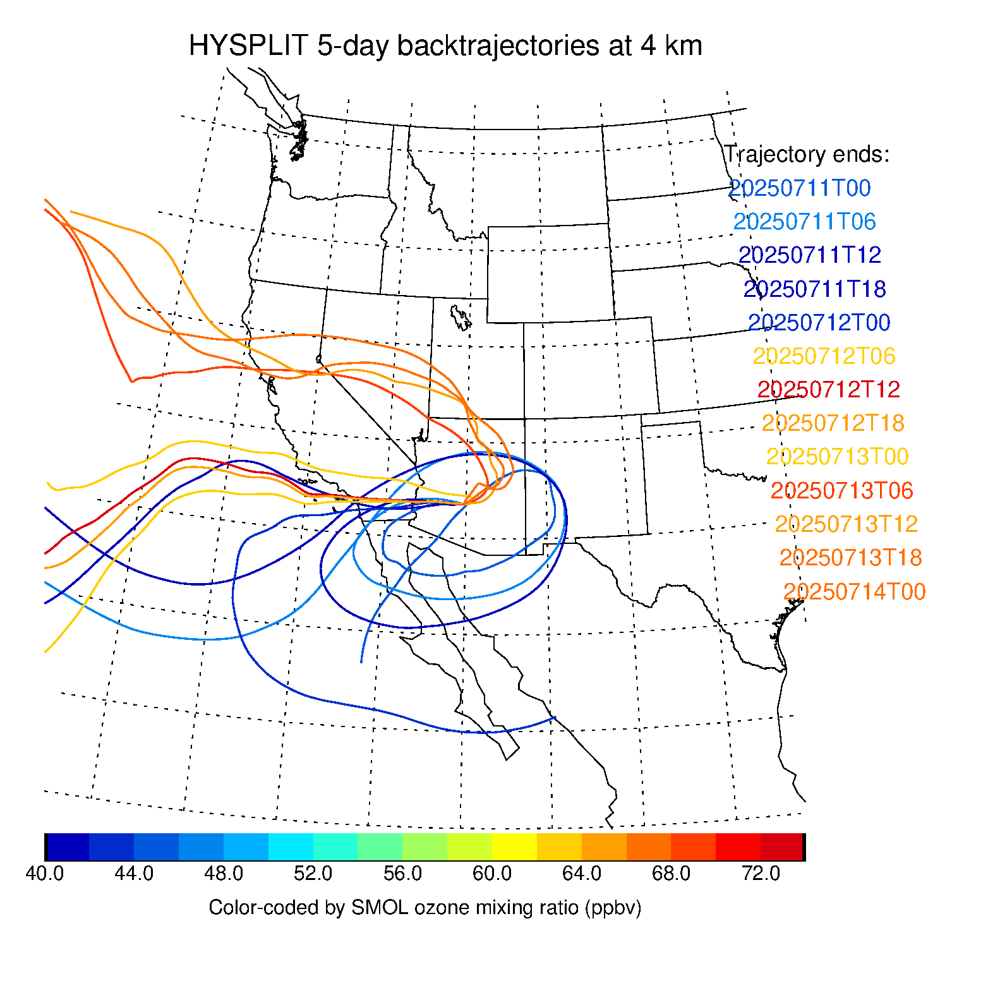 HYSPLIT 5-day backtrajectories at 4 km
Trajectory ends:
20250711T00
20250711T06
20250711T12
20250711T18
20250712T00
20250712T06
20250712T12
20250712T18
20250713T00
20250713T06
20250713T12
20250713T18
20250714T00
40.0 44.0 48.0 52.0 56.0 60.0 64.0 68.0 72.0
Color-coded by SMOL ozone mixing ratio (ppbv)